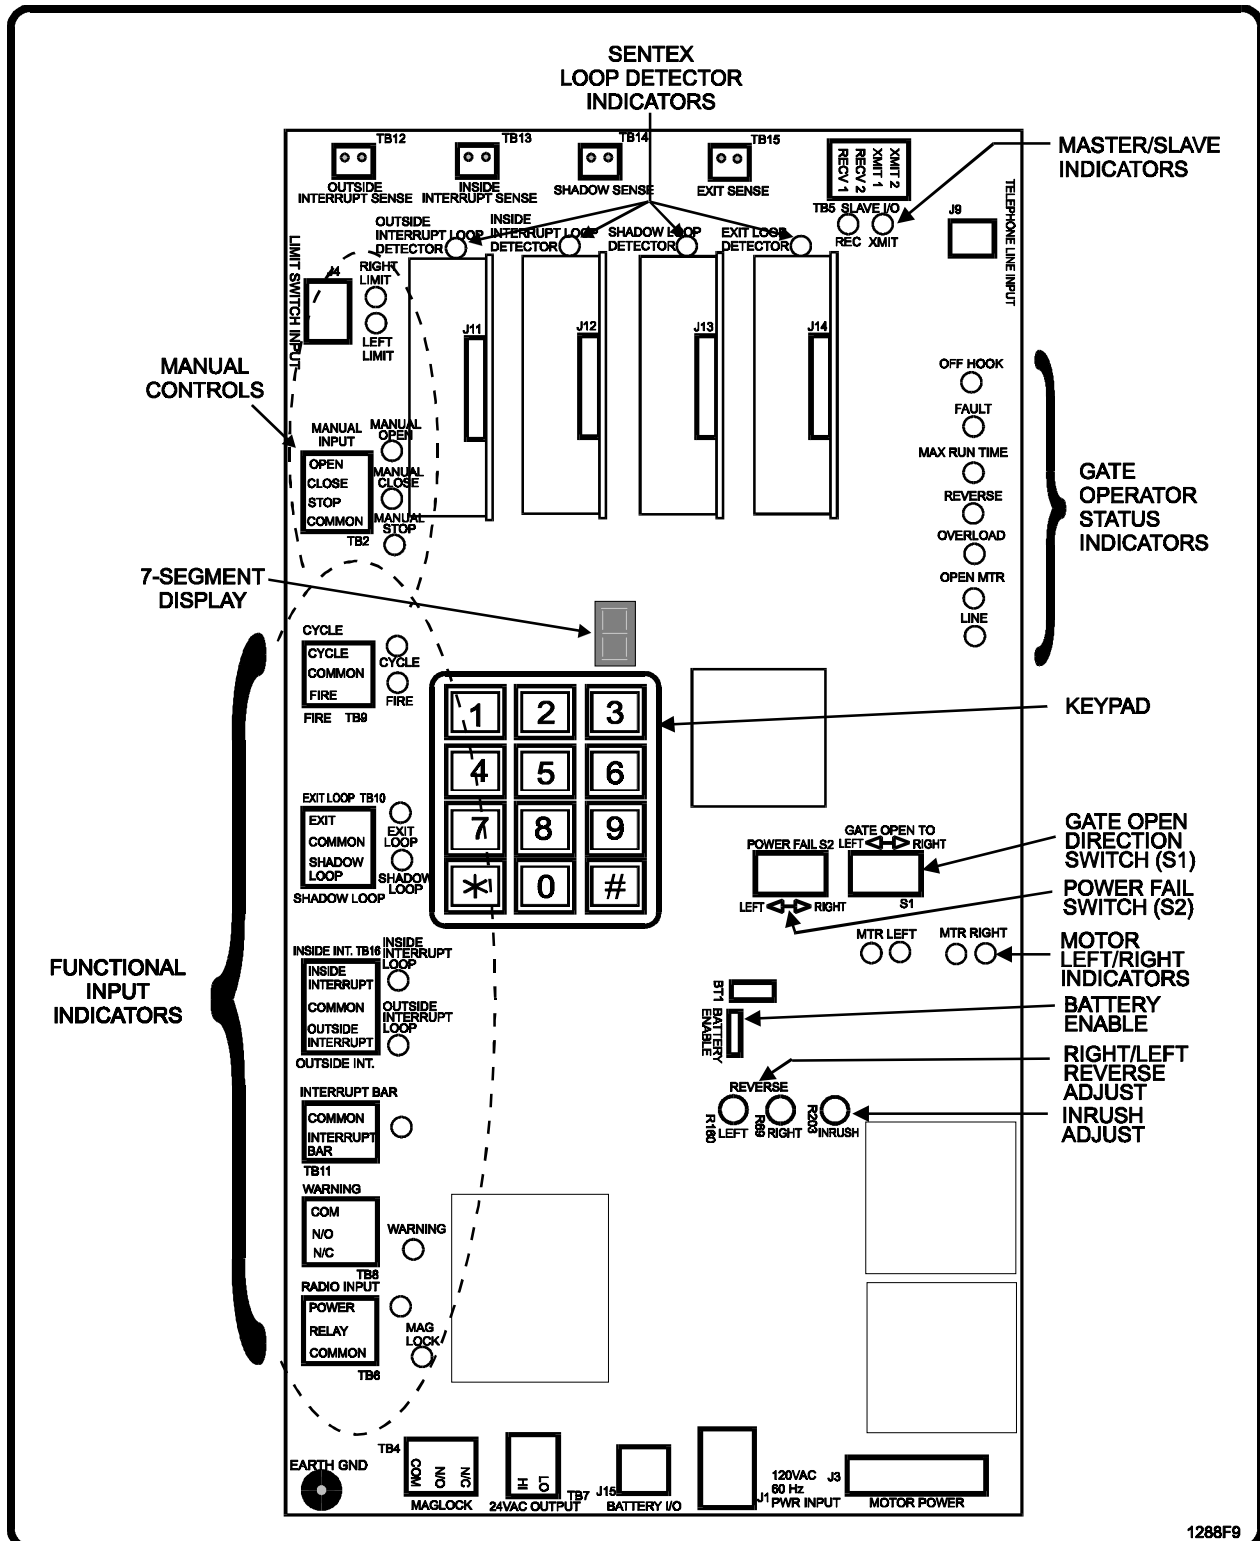 SENTEX
LOOP DETECTOR
INDICATORS
MASTER/SLAVE
INDICATORS
TB12
OUTSIDE
INTERRUPT SENSE
TB13
INSIDE
INTERRUPT SENSE
TB14
SHADOW SENSE
TB15
EXIT SENSE
RECV 1
RECV 2
XMIT 1
XMIT 2
TB5 SLAVE I/O
REC
XMIT
J9
TELEPHONE LINE INPUT
OUTSIDE
INTERRUPT LOOP
DETECTOR
INSIDE
INTERRUPT LOOP
DETECTOR
SHADOW LOOP
DETECTOR
EXIT LOOP
DETECTOR
LIMIT SWITCH INPUT
J4
RIGHT
LIMIT
LEFT
LIMIT
J11
J12
J13
J14
MANUAL
CONTROLS
MANUAL
INPUT
OPEN
CLOSE
STOP
COMMON
TB2
MANUAL
OPEN
MANUAL
CLOSE
MANUAL
STOP
OFF HOOK
FAULT
MAX RUN TIME
REVERSE
OVERLOAD
OPEN MTR
LINE
GATE
OPERATOR
STATUS
INDICATORS
7-SEGMENT
DISPLAY
CYCLE
CYCLE
COMMON
FIRE
FIRE TB9
CYCLE
FIRE
1 2 3
4 5 6
7 8 9
* 0 #
KEYPAD
EXIT LOOP TB10
EXIT
COMMON
SHADOW
LOOP
SHADOW LOOP
EXIT
LOOP
SHADOW
LOOP
POWER FAIL S2
LEFT RIGHT
GATE OPEN TO
LEFT RIGHT
S1
GATE OPEN
DIRECTION
SWITCH (S1)
POWER FAIL
SWITCH (S2)
MTR LEFT
MTR RIGHT
MOTOR
LEFT/RIGHT
INDICATORS
FUNCTIONAL
INPUT
INDICATORS
INSIDE INT. TB16
INSIDE
INTERRUPT
COMMON
OUTSIDE
INTERRUPT
OUTSIDE INT.
INSIDE
INTERRUPT
LOOP
OUTSIDE
INTERRUPT
LOOP
BT1
BATTERY
ENABLE
BATTERY
ENABLE
RIGHT/LEFT
REVERSE
ADJUST
REVERSE
R160
LEFT
R69
RIGHT
R203
INRUSH
INRUSH
ADJUST
INTERRUPT BAR
COMMON
INTERRUPT
BAR
TB11
WARNING
COM
N/O
N/C
TB8
WARNING
RADIO INPUT
POWER
RELAY
COMMON
TB6
MAG
LOCK
EARTH GND
TB4
COM
N/O
N/C
MAGLOCK
HI
LO
24VAC OUTPUT
TB7
J15
BATTERY I/O
J1
120VAC
60 Hz
PWR INPUT
J3
MOTOR POWER
1288F9